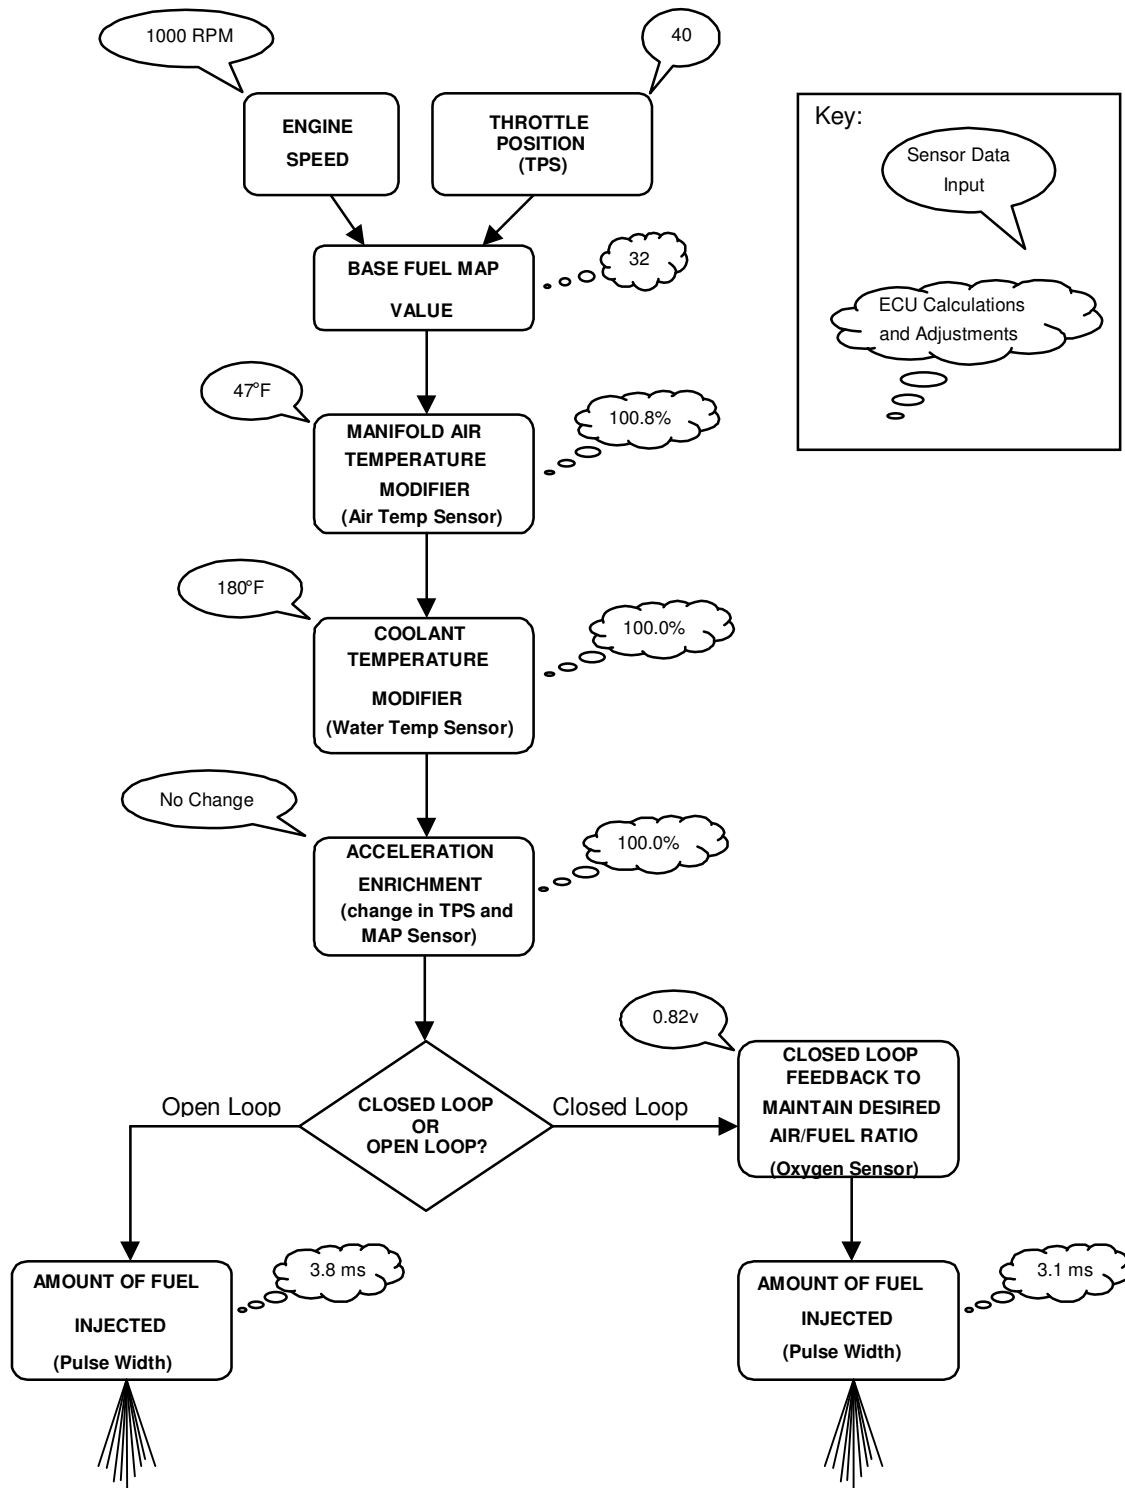 1000 RPM
40
ENGINE
SPEED
THROTTLE
POSITION
(TPS)
Key:
Sensor Data
Input
ECU Calculations
and Adjustments
BASE FUEL MAP
VALUE
32
47°F
MANIFOLD AIR
TEMPERATURE
MODIFIER
(Air Temp Sensor)
100.8%
180°F
COOLANT
TEMPERATURE
MODIFIER
(Water Temp Sensor)
100.0%
No Change
ACCELERATION
ENRICHMENT
(change in TPS and
MAP Sensor)
100.0%
CLOSED LOOP
OR
OPEN LOOP?
Open Loop
Closed Loop
0.82v
CLOSED LOOP
FEEDBACK TO
MAINTAIN DESIRED
AIR/FUEL RATIO
(Oxygen Sensor)
AMOUNT OF FUEL
INJECTED
(Pulse Width)
3.8 ms
AMOUNT OF FUEL
INJECTED
(Pulse Width)
3.1 ms